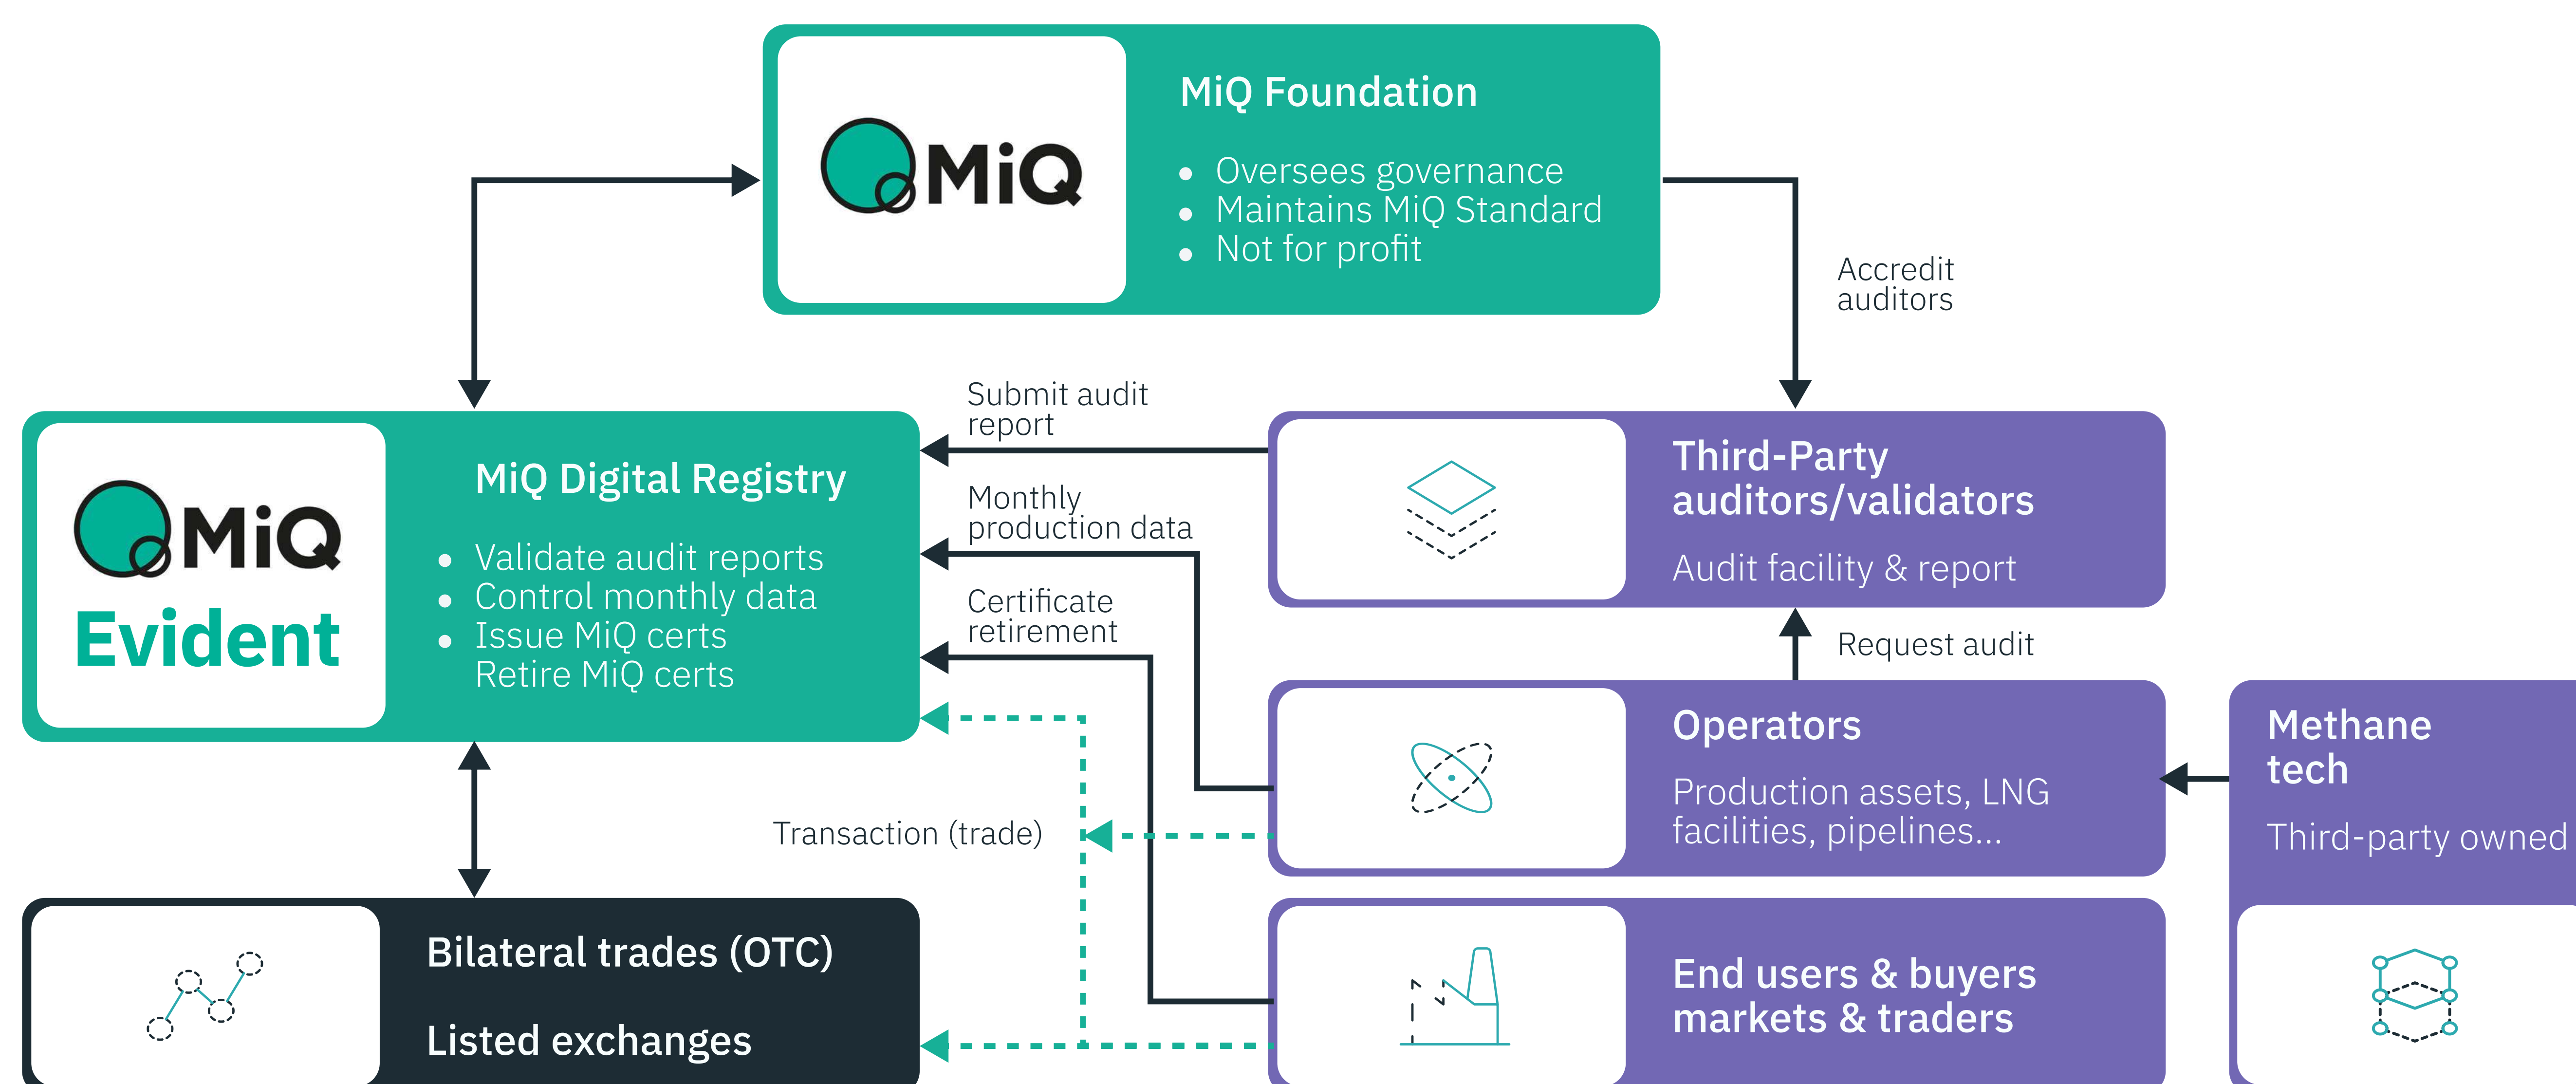 MiQ
MiQ Foundation
Oversees governance
Maintains MiQ Standard
Not for profit
Accredit
auditors
MiQ
Evident
MiQ Digital Registry
Validate audit reports
Control monthly data
Issue MiQ certs
Retire MiQ certs
Submit audit
report
Monthly
production data
Certificate
retirement
Third-Party
auditors/validators
Audit facility & report
Request audit
Operators
Production assets, LNG
facilities, pipelines...
Methane
tech
Third-party owned
Transaction (trade)
Bilateral trades (OTC)
Listed exchanges
End users & buyers
markets & traders